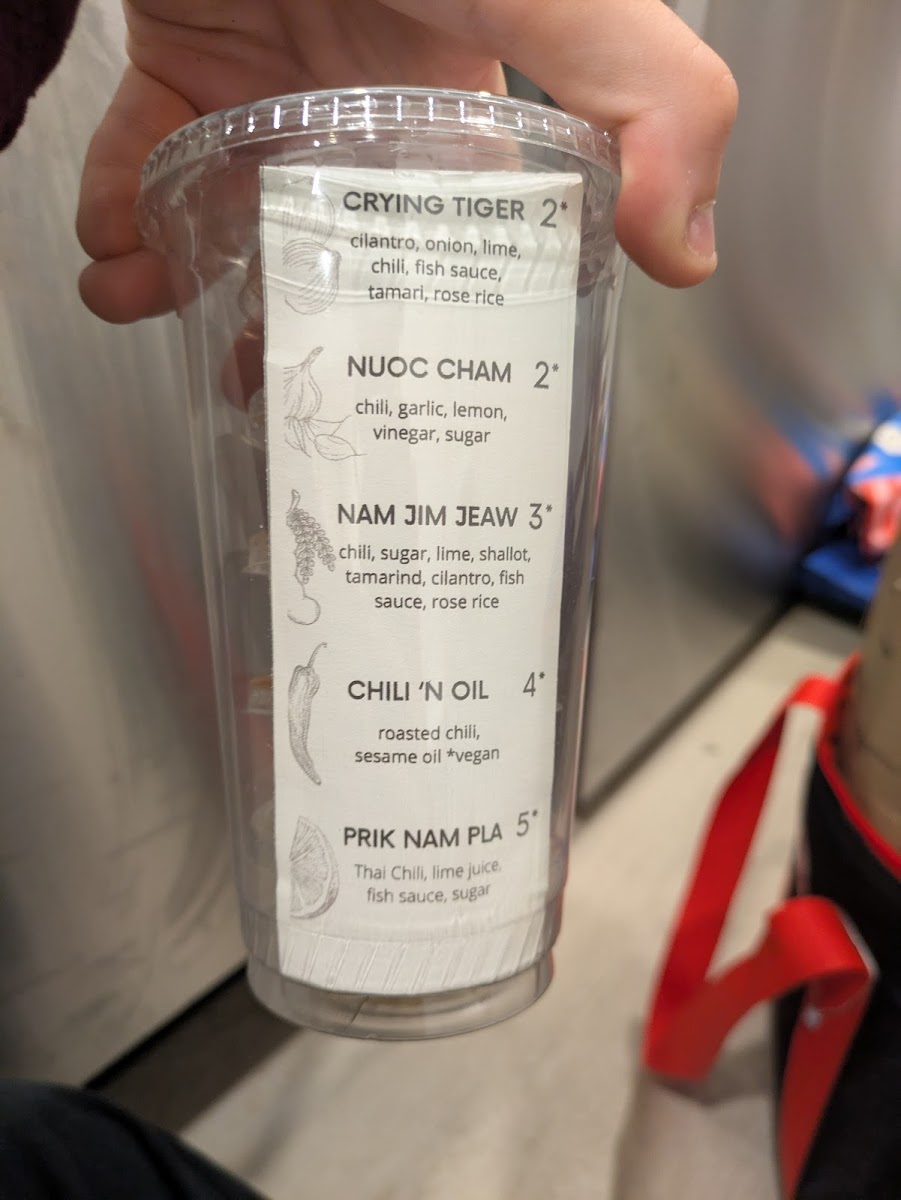 CRYING TIGER 2*
cilantro, onion, lime,
chili, fish sauce,
tamari, rose rice
NUOC CHAM 2*
chili, garlic, lemon,
vinegar, sugar
NAM JIM JEAW 3*
chili, sugar, lime, shallot,
tamarind, cilantro, fish
sauce, rose rice
CHILI ‘N OIL 4*
roasted chili,
sesame oil *vegan
PRIK NAM PLA 5*
Thai Chili, lime juice,
fish sauce, sugar